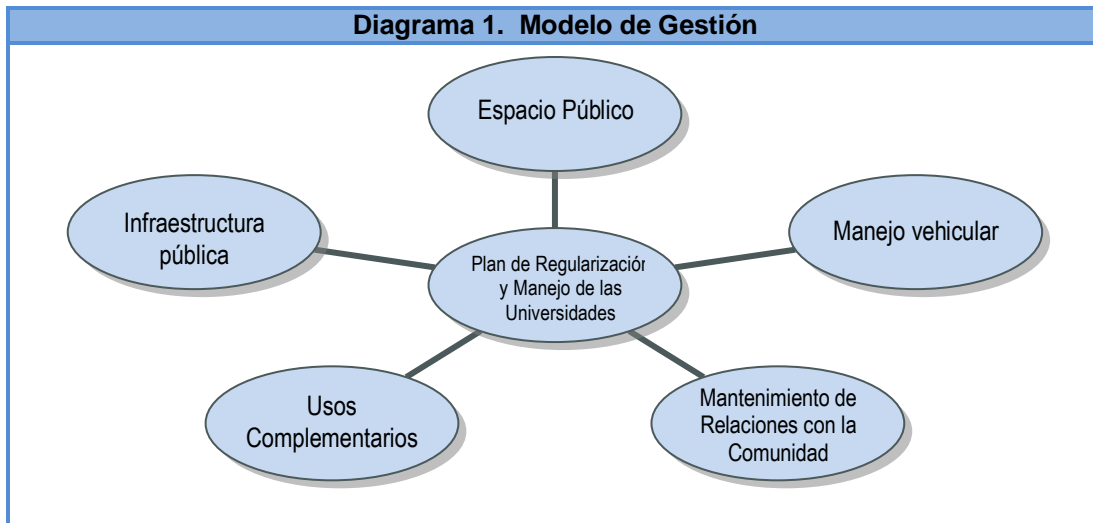 Diagrama 1. Modelo de Gestión
Espacio Público
Infraestructura
pública
Manejo vehicular
Plan de Regularización
y Manejo de las
Universidades
Usos
Complementarios
Mantenimiento de
Relaciones con la
Comunidad